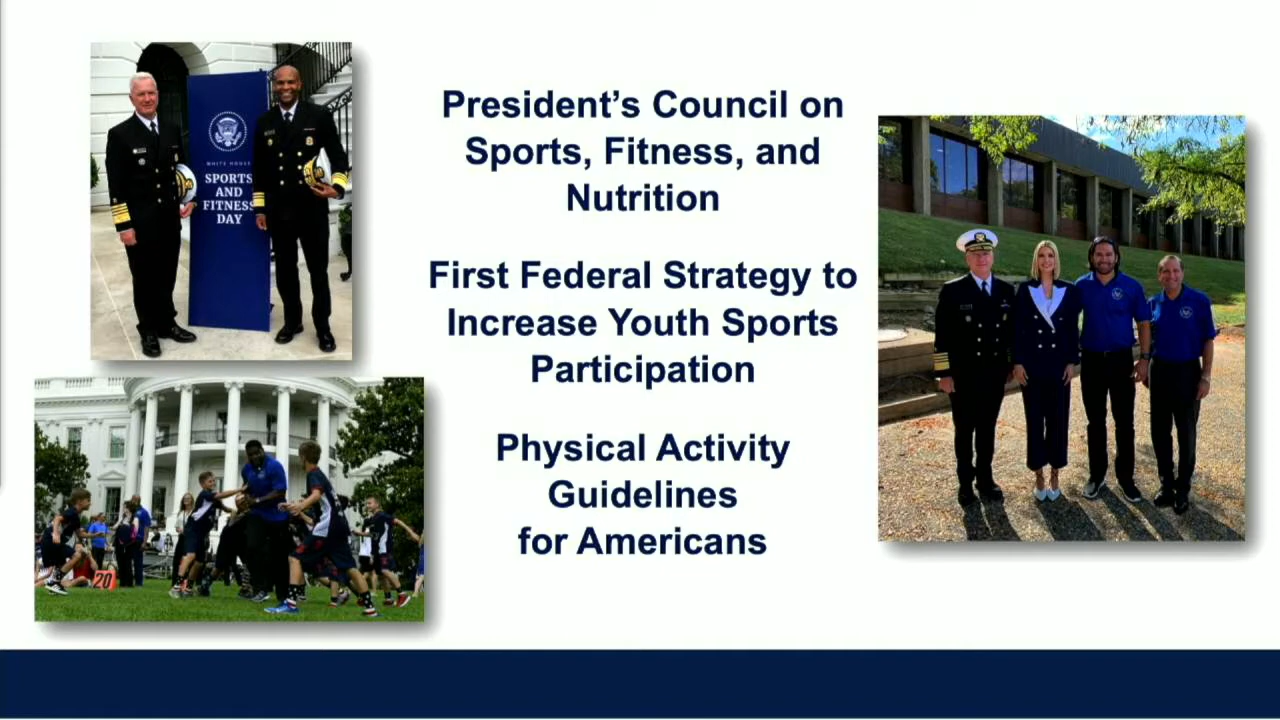 WHITE HOUSE
SPORTS
AND
FITNESS
DAY
20
President's Council on
Sports, Fitness, and
Nutrition
First Federal Strategy to
Increase Youth Sports
Participation
Physical Activity
Guidelines
for Americans